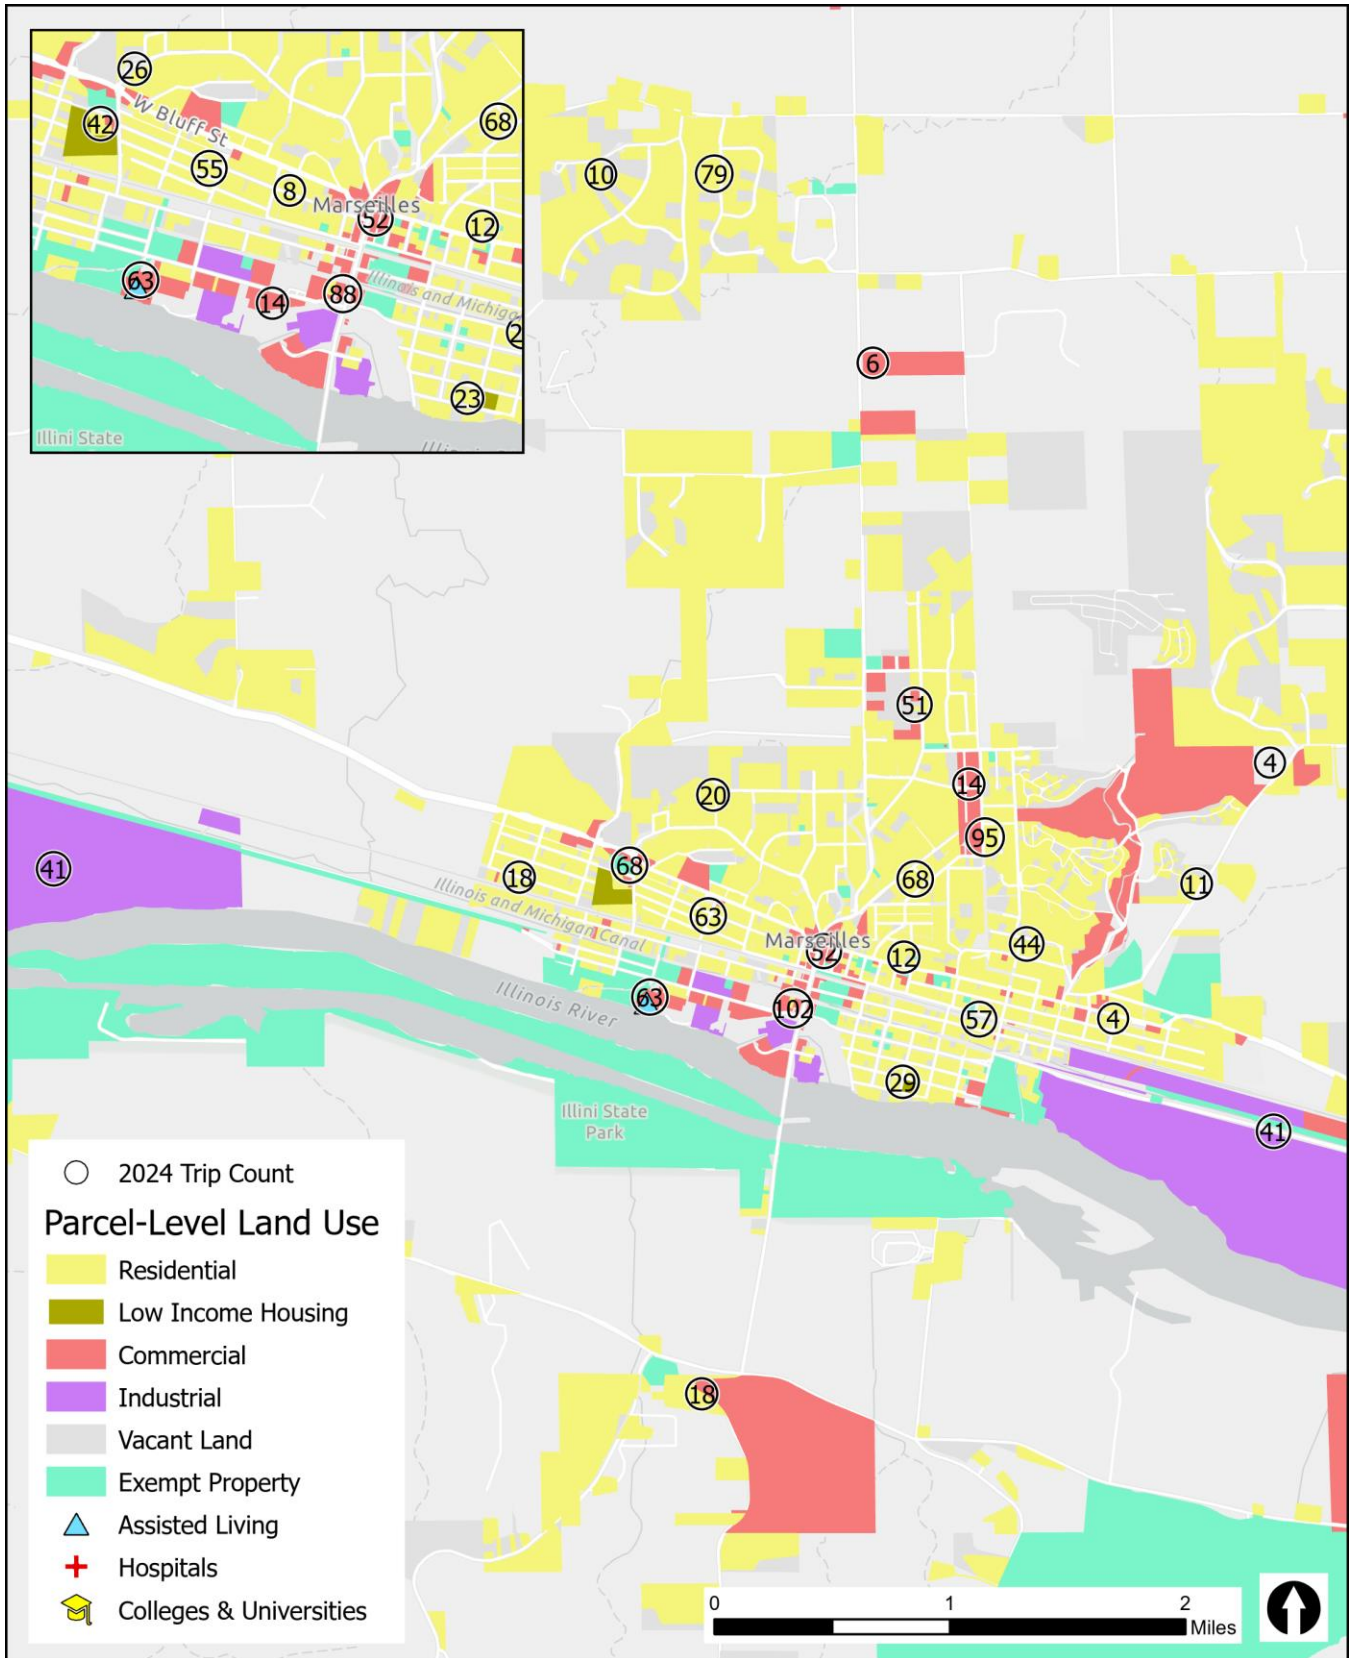 26
W Bluff St
42
68
55
8
Marseilles
52
12
63
14
88
Illinois and Michigan
23
Illini State
10
79
6
51
4
14
20
95
68
41
18
68
11
Illinois and Michigan Canal
63
44
Marseilles
52
12
Illinois River
63
102
57
4
29
Illini State
Park
41
2024 Trip Count
Parcel-Level Land Use
Residential
Low Income Housing
Commercial
Industrial
Vacant Land
Exempt Property
Assisted Living
Hospitals
Colleges & Universities
18
0 1 2
Miles